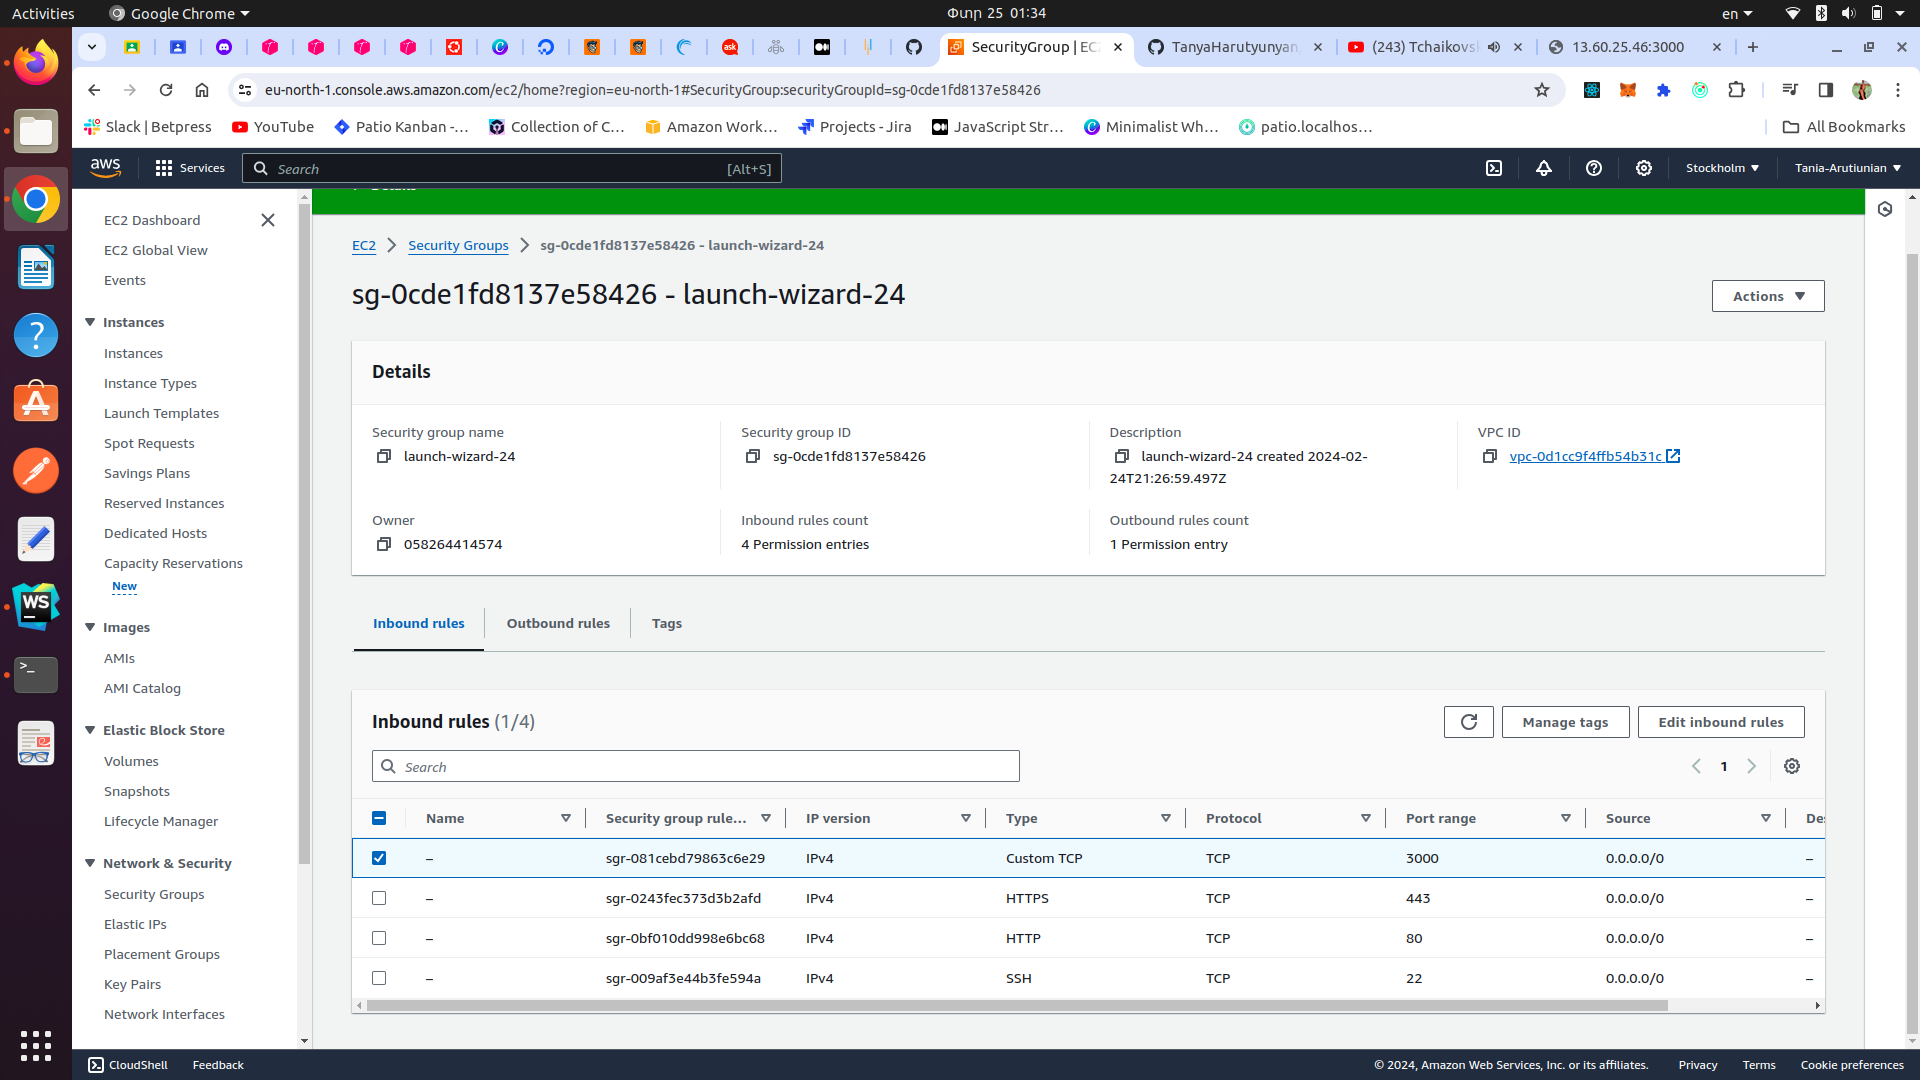 Activities
Google Chrome
Փտր 25 01:34
en
SecurityGroup | EC
TanyaHarutyunyan
(243) Tchaikovs
13.60.25.46:3000
eu-north-1.console.aws.amazon.com/ec2/home?region=eu-north-1#SecurityGroup:securityGroupId=sg-0cde1fd8137e58426
Slack | Betpress
YouTube
Patio Kanban -...
Collection of C...
Amazon Work...
Projects - Jira
JavaScript Str...
Minimalist Wh...
patio.localhos...
All Bookmarks
aws
Services
Search
[Alt+S]
Stockholm
Tania-Arutiunian
EC2 Dashboard
EC2 Global View
Events
Instances
Instances
Instance Types
Launch Templates
Spot Requests
Savings Plans
Reserved Instances
Dedicated Hosts
Capacity Reservations
New
Images
AMIs
AMI Catalog
Elastic Block Store
Volumes
Snapshots
Lifecycle Manager
Network & Security
Security Groups
Elastic IPs
Placement Groups
Key Pairs
Network Interfaces
EC2
Security Groups
sg-0cde1fd8137e58426 - launch-wizard-24
sg-0cde1fd8137e58426 - launch-wizard-24
Actions
Details
Security group name
launch-wizard-24
Security group ID
sg-0cde1fd8137e58426
Description
launch-wizard-24 created 2024-02-
24T21:26:59.497Z
VPC ID
vpc-0d1cc9f4ffb54b31c
Owner
058264414574
Inbound rules count
4 Permission entries
Outbound rules count
1 Permission entry
Inbound rules
Outbound rules
Tags
Inbound rules (1/4)
Manage tags
Edit inbound rules
Search
1
Name
Security group rule...
IP version
Type
Protocol
Port range
Source
– sgr-081cebd79863c6e29 IPv4 Custom TCP TCP 3000 0.0.0.0/0 –
– sgr-0243fec373d3b2afd IPv4 HTTPS TCP 443 0.0.0.0/0 –
– sgr-0bf010dd998e6bc68 IPv4 HTTP TCP 80 0.0.0.0/0 –
– sgr-009af3e44b3fe594a IPv4 SSH TCP 22 0.0.0.0/0 –
CloudShell
Feedback
© 2024, Amazon Web Services, Inc. or its affiliates.
Privacy
Terms
Cookie preferences